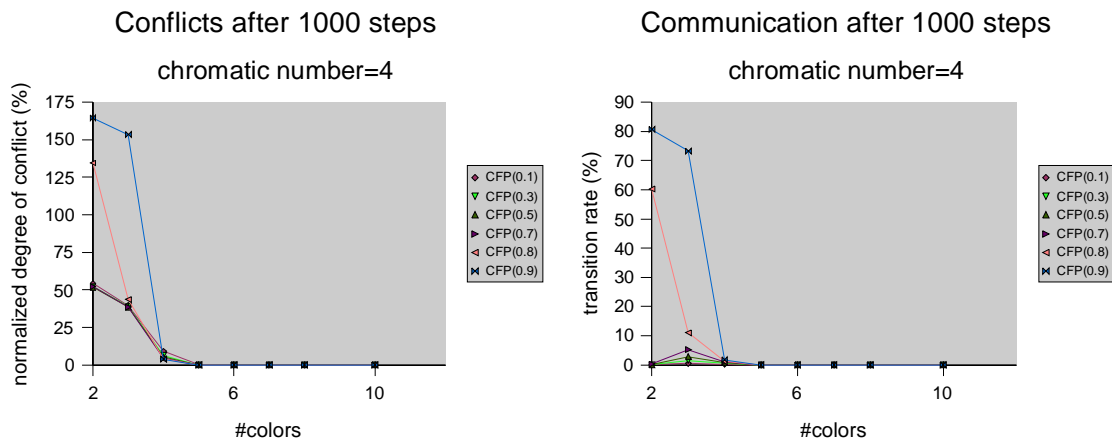 Conflicts after 1000 steps
chromatic number=4
normalized degree of conflict (%)
175
150
125
100
75
50
25
0
2
6
10
#colors
CFP(0.1)
CFP(0.3)
CFP(0.5)
CFP(0.7)
CFP(0.8)
CFP(0.9)
Communication after 1000 steps
chromatic number=4
transition rate (%)
90
80
70
60
50
40
30
20
10
0
2
6
10
#colors
CFP(0.1)
CFP(0.3)
CFP(0.5)
CFP(0.7)
CFP(0.8)
CFP(0.9)